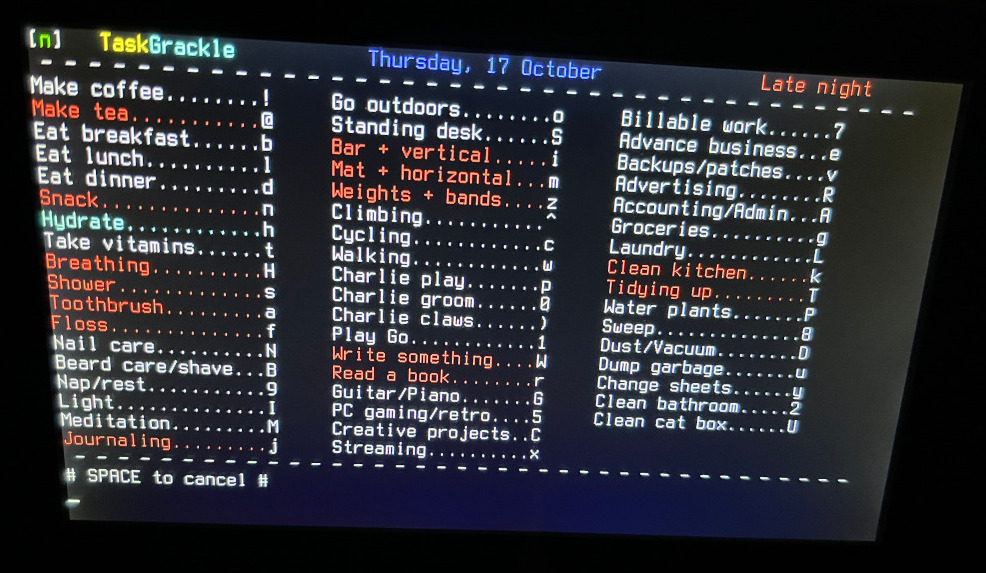 [n] TaskGrackle Thursday, 17 October Late night
Make coffee........!
Make tea...........@
Eat breakfast......b
Eat lunch..........l
Eat dinner.........d
Snack..............n
Hydrate............h
Take vitamins......t
Breathing..........H
Shower.............s
Toothbrush.........a
Floss..............f
Nail care..........N
Beard care/shave...B
Nap/rest...........9
Light..............I
Meditation.........M
Journaling.........j
Go outdoors........o
Standing desk......S
Bar + vertical.....i
Mat + horizontal...m
Weights + bands....z
Climbing...........^
Cycling............c
Walking............w
Charlie play.......p
Charlie groom......0
Charlie claws......)
Play Go............1
Write something....W
Read a book........r
Guitar/Piano.......G
PC gaming/retro....5
Creative projects..C
Streaming..........x
Billable work......7
Advance business...e
Backups/patches....v
Advertising........R
Accounting/Admin...A
Groceries..........g
Laundry............L
Clean kitchen......k
Tidying up.........T
Water plants.......P
Sweep..............8
Dust/Vacuum........D
Dump garbage.......u
Change sheets......y
Clean bathroom.....2
Clean cat box......U
# SPACE to cancel #